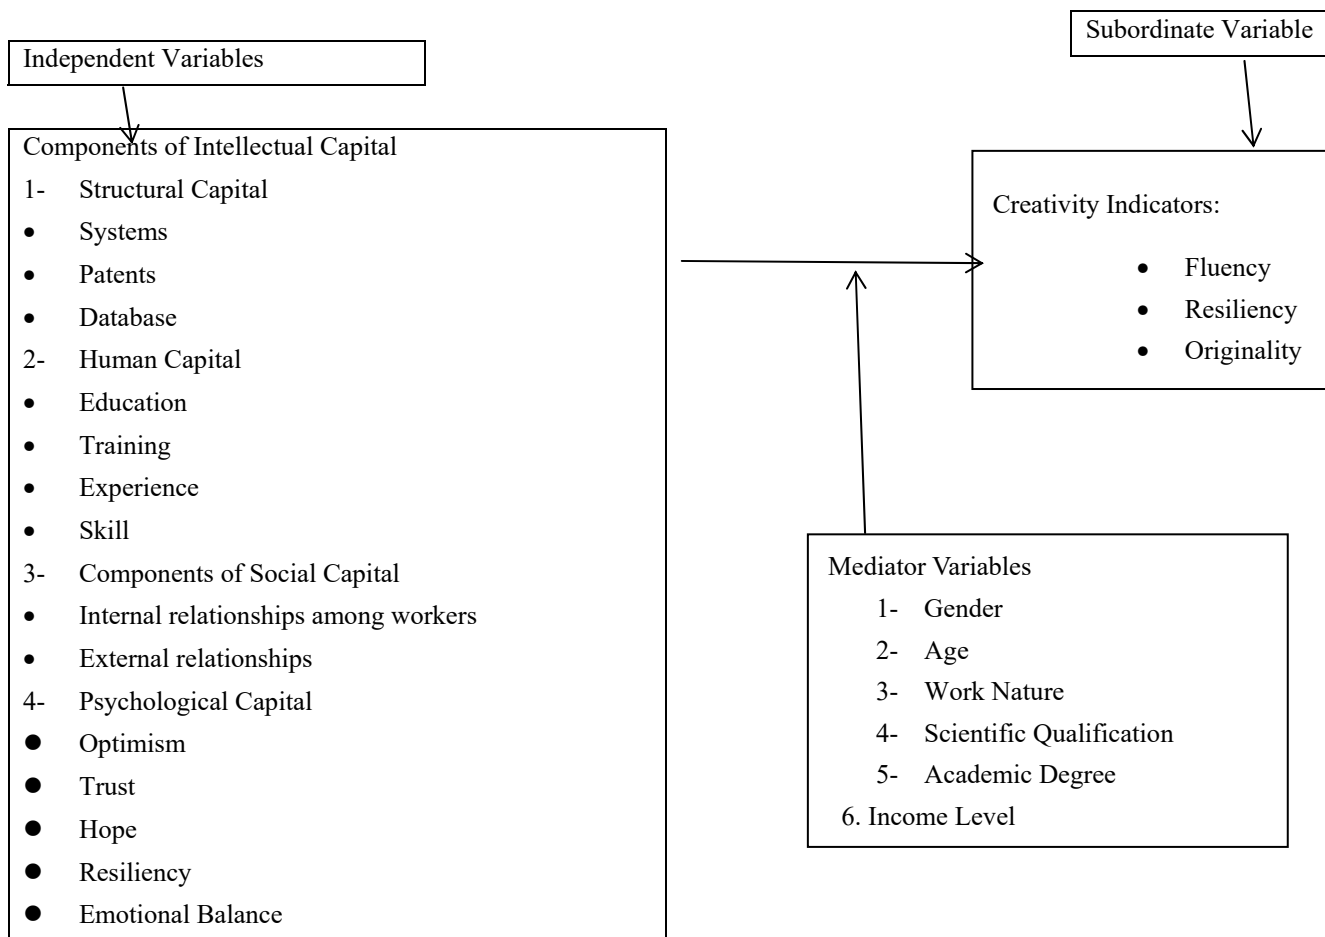 Independent Variables
Subordinate Variable
Components of Intellectual Capital
1- Structural Capital
• Systems
• Patents
• Database
2- Human Capital
• Education
• Training
• Experience
• Skill
3- Components of Social Capital
• Internal relationships among workers
• External relationships
4- Psychological Capital
● Optimism
● Trust
● Hope
● Resiliency
● Emotional Balance
Creativity Indicators:
• Fluency
• Resiliency
• Originality
Mediator Variables
1- Gender
2- Age
3- Work Nature
4- Scientific Qualification
5- Academic Degree
6. Income Level